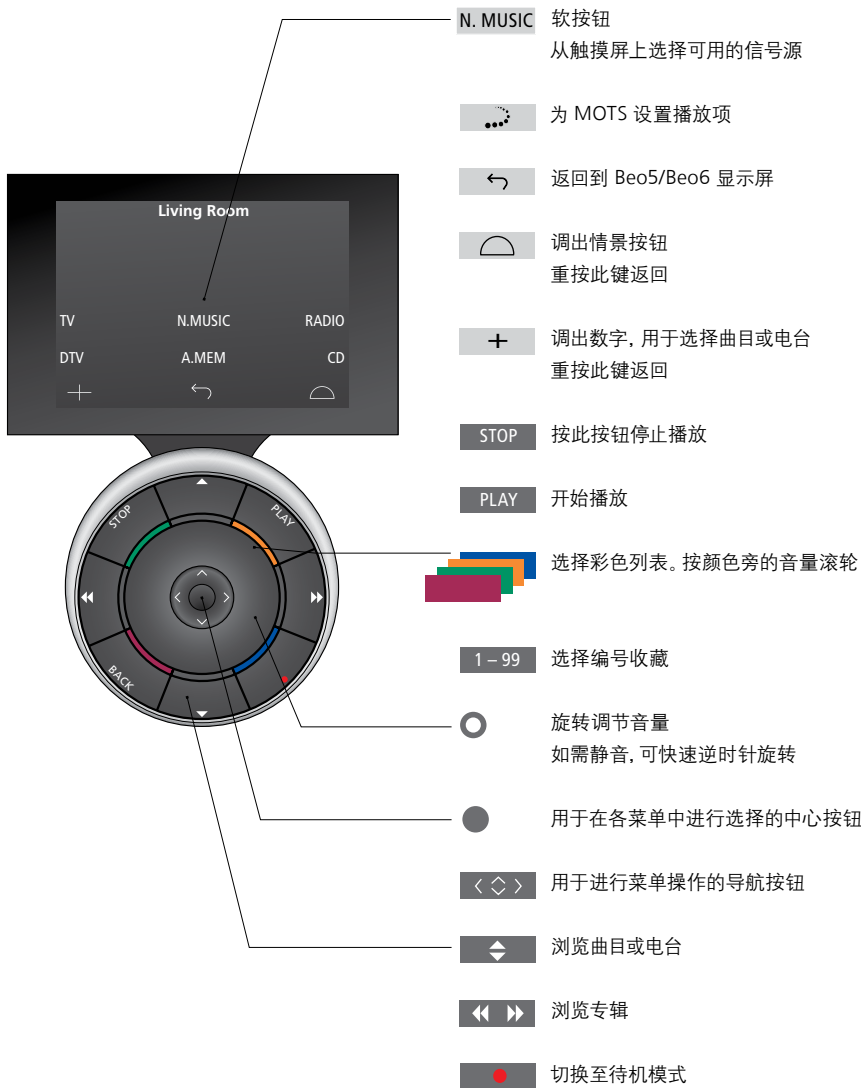 N. MUSIC 软按钮
从触摸屏上选择可用的信号源
为 MOTS 设置播放项
返回到 Beo5/Beo6 显示屏
调出情景按钮
重按此键返回
+ 调出数字, 用于选择曲目或电台
重按此键返回
STOP 按此按钮停止播放
PLAY 开始播放
选择彩色列表。按颜色旁的音量滚轮
1 – 99 选择编号收藏
旋转调节音量
如需静音, 可快速逆时针旋转
用于在各菜单中进行选择的中心按钮
用于进行菜单操作的导航按钮
浏览曲目或电台
浏览专辑
切换至待机模式
Living Room
TV N.MUSIC RADIO
DTV A.MEM CD
STOP PLAY
BACK